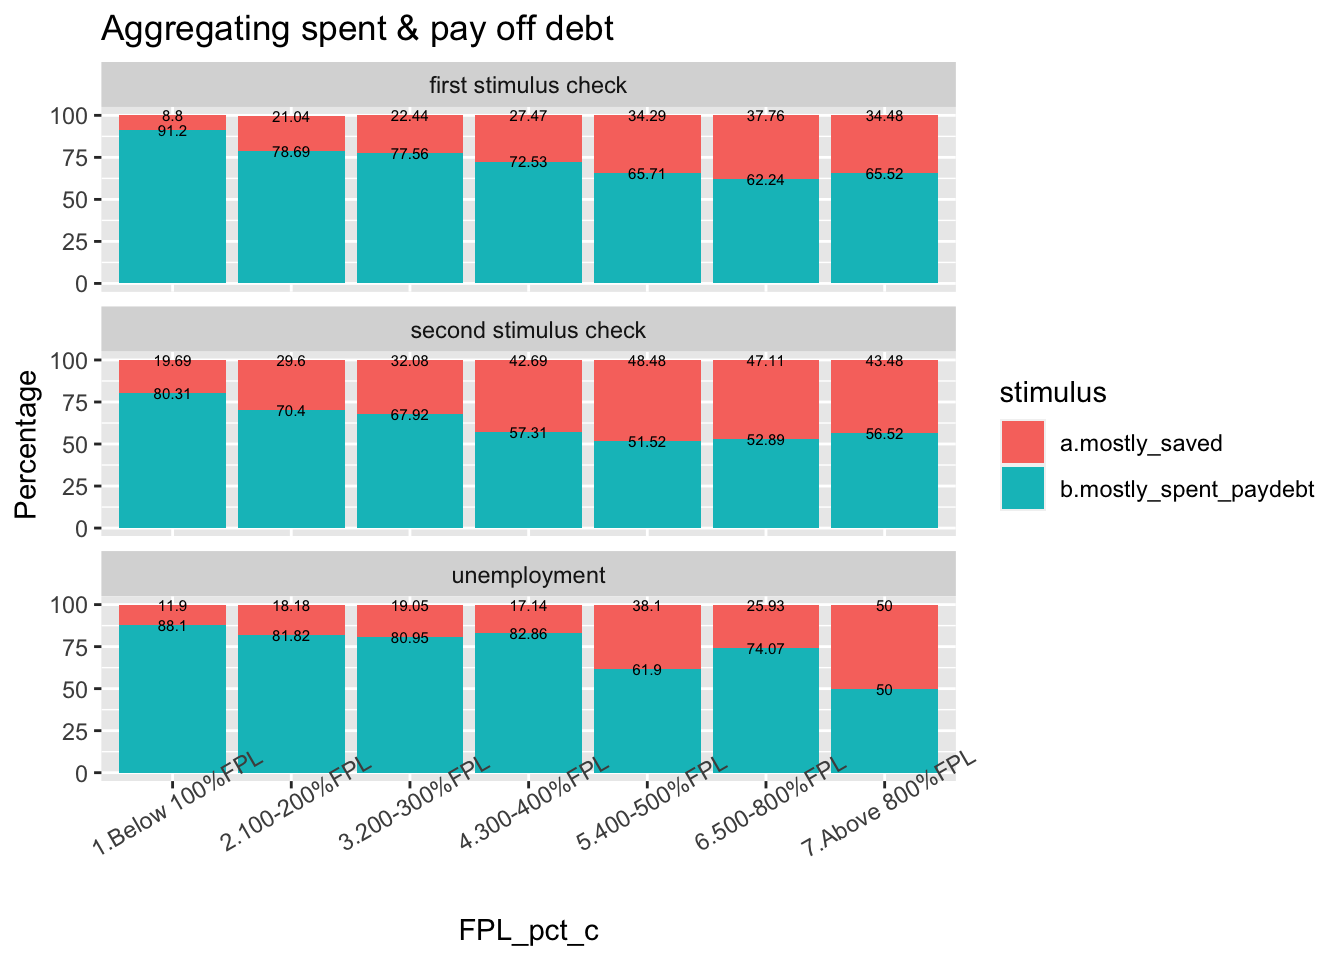 Aggregating spent & pay off debt
first stimulus check
100
75
50
25
0
8.8 21.04 22.44 27.47 34.29 37.76 34.48
91.2 78.69 77.56 72.53 65.71 62.24 65.52
second stimulus check
100
75
50
25
0
19.69 29.6 32.08 42.69 48.48 47.11 43.48
80.31 70.4 67.92 57.31 51.52 52.89 56.52
unemployment
100
75
50
25
0
11.9 18.18 19.05 17.14 38.1 25.93 50
88.1 81.82 80.95 82.86 61.9 74.07 50
1.Below 100%FPL
2.100-200%FPL
3.200-300%FPL
4.300-400%FPL
5.400-500%FPL
6.500-800%FPL
7.Above 800%FPL
FPL_pct_c
Percentage
stimulus
a.mostly_saved
b.mostly_spent_paydebt